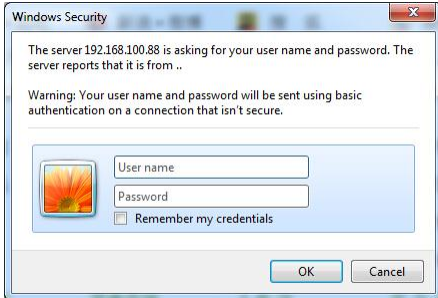 Windows Security
The server 192.168.100.88 is asking for your user name and password. The
server reports that it is from ..
Warning: Your user name and password will be sent using basic
authentication on a connection that isn't secure.
User name
Password
Remember my credentials
OK
Cancel